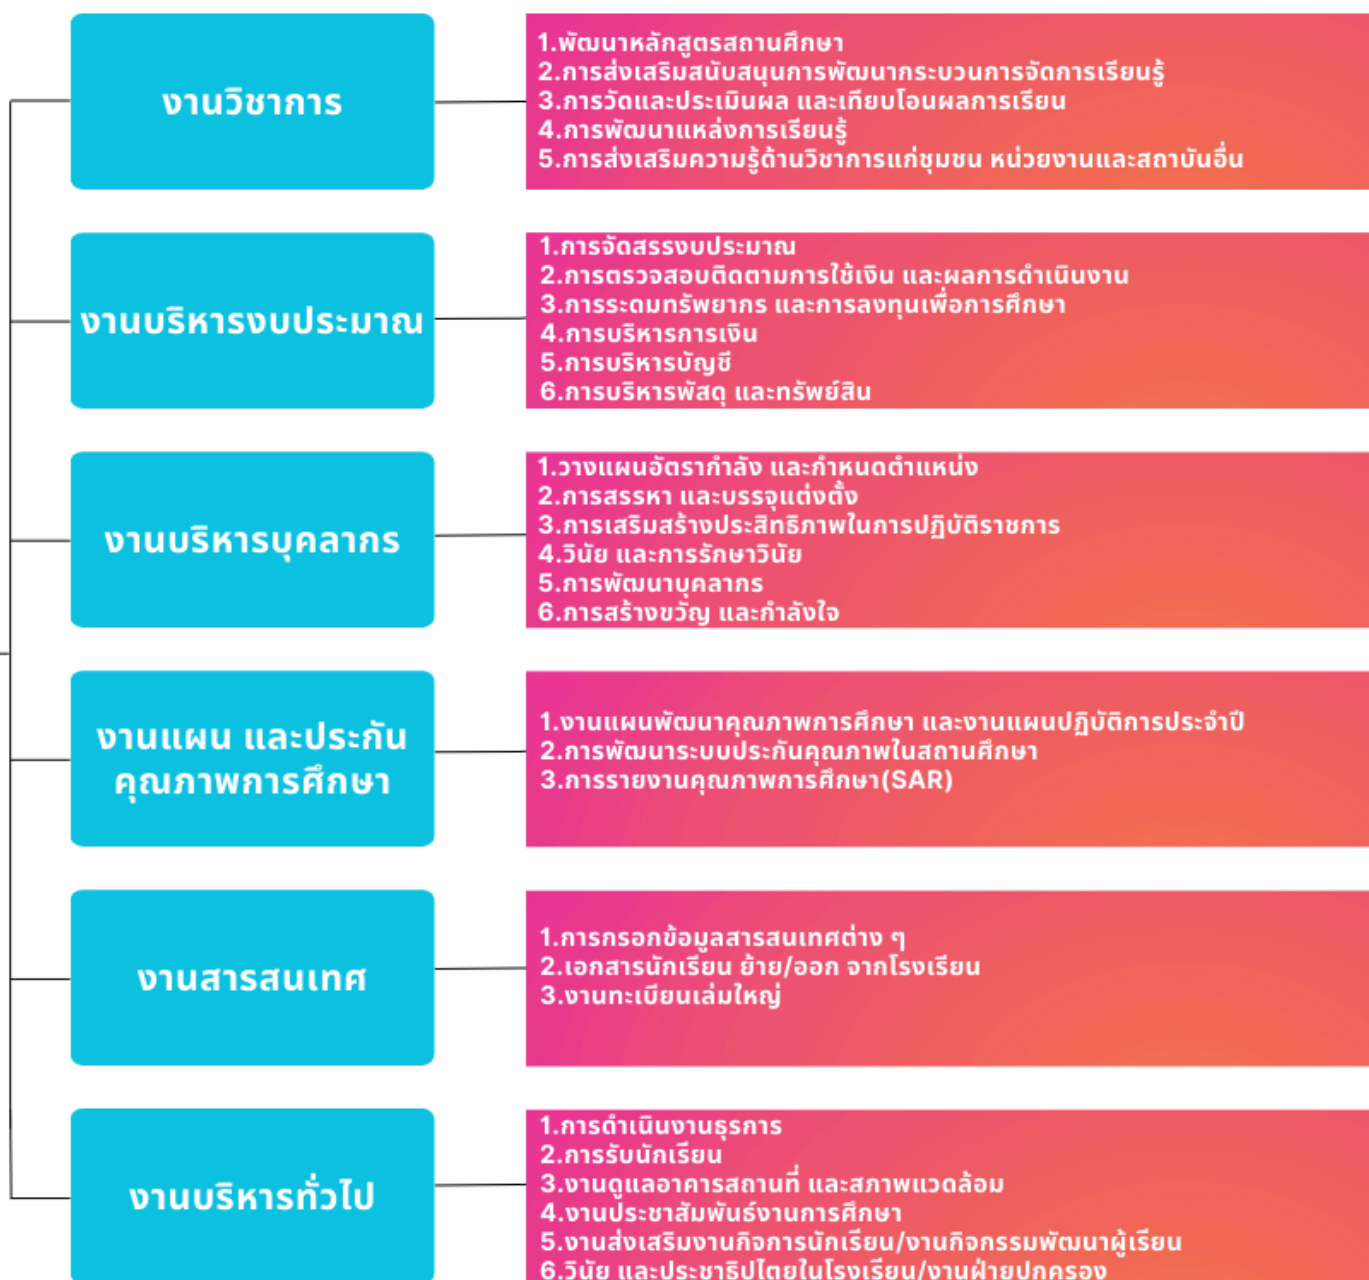 งานวิชาการ
1.พัฒนาหลักสูตรสถานศึกษา
2.การส่งเสริมสนับสนุนการพัฒนากระบวนการจัดการเรียนรู้
3.การวัดและประเมินผล และเทียบโอนผลการเรียน
4.การพัฒนาแหล่งการเรียนรู้
5.การส่งเสริมความรู้ด้านวิชาการแก่ชุมชน หน่วยงานและสถาบันอื่น
งานบริหารงบประมาณ
1.การจัดสรรงบประมาณ
2.การตรวจสอบติดตามการใช้เงิน และผลการดำเนินงาน
3.การระดมทรัพยากร และการลงทุนเพื่อการศึกษา
4.การบริหารการเงิน
5.การบริหารบัญชี
6.การบริหารพัสดุ และทรัพย์สิน
งานบริหารบุคลากร
1.วางแผนอัตรากำลัง และกำหนดตำแหน่ง
2.การสรรหา และบรรจุแต่งตั้ง
3.การเสริมสร้างประสิทธิภาพในการปฏิบัติราชการ
4.วินัย และการรักษาวินัย
5.การพัฒนาบุคลากร
6.การสร้างขวัญ และกำลังใจ
งานแผน และประกัน
คุณภาพการศึกษา
1.งานแผนพัฒนาคุณภาพการศึกษา และงานแผนปฏิบัติการประจำปี
2.การพัฒนาระบบประกันคุณภาพในสถานศึกษา
3.การรายงานคุณภาพการศึกษา(SAR)
งานสารสนเทศ
1.การกรอกข้อมูลสารสนเทศต่าง ๆ
2.เอกสารนักเรียน ย้าย/ออก จากโรงเรียน
3.งานทะเบียนเล่มใหญ่
งานบริหารทั่วไป
1.การดำเนินงานธุรการ
2.การรับนักเรียน
3.งานดูแลอาคารสถานที่ และสภาพแวดล้อม
4.งานประชาสัมพันธ์งานการศึกษา
5.งานส่งเสริมงานกิจการนักเรียน/งานกิจกรรมพัฒนาผู้เรียน
6.วินัย และประชาธิปไตยในโรงเรียน/งานฝ่ายปกครอง